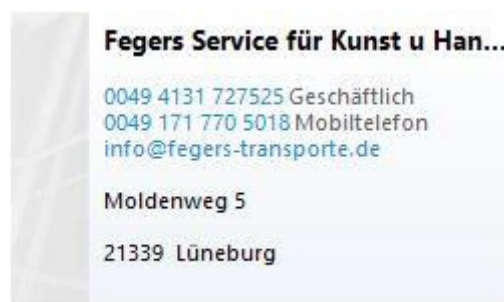 Fegers Service für Kunst u Han...
0049 4131 727525 Geschäftlich
0049 171 770 5018 Mobiltelefon
info@fegers-transporte.de
Moldenweg 5
21339 Lüneburg